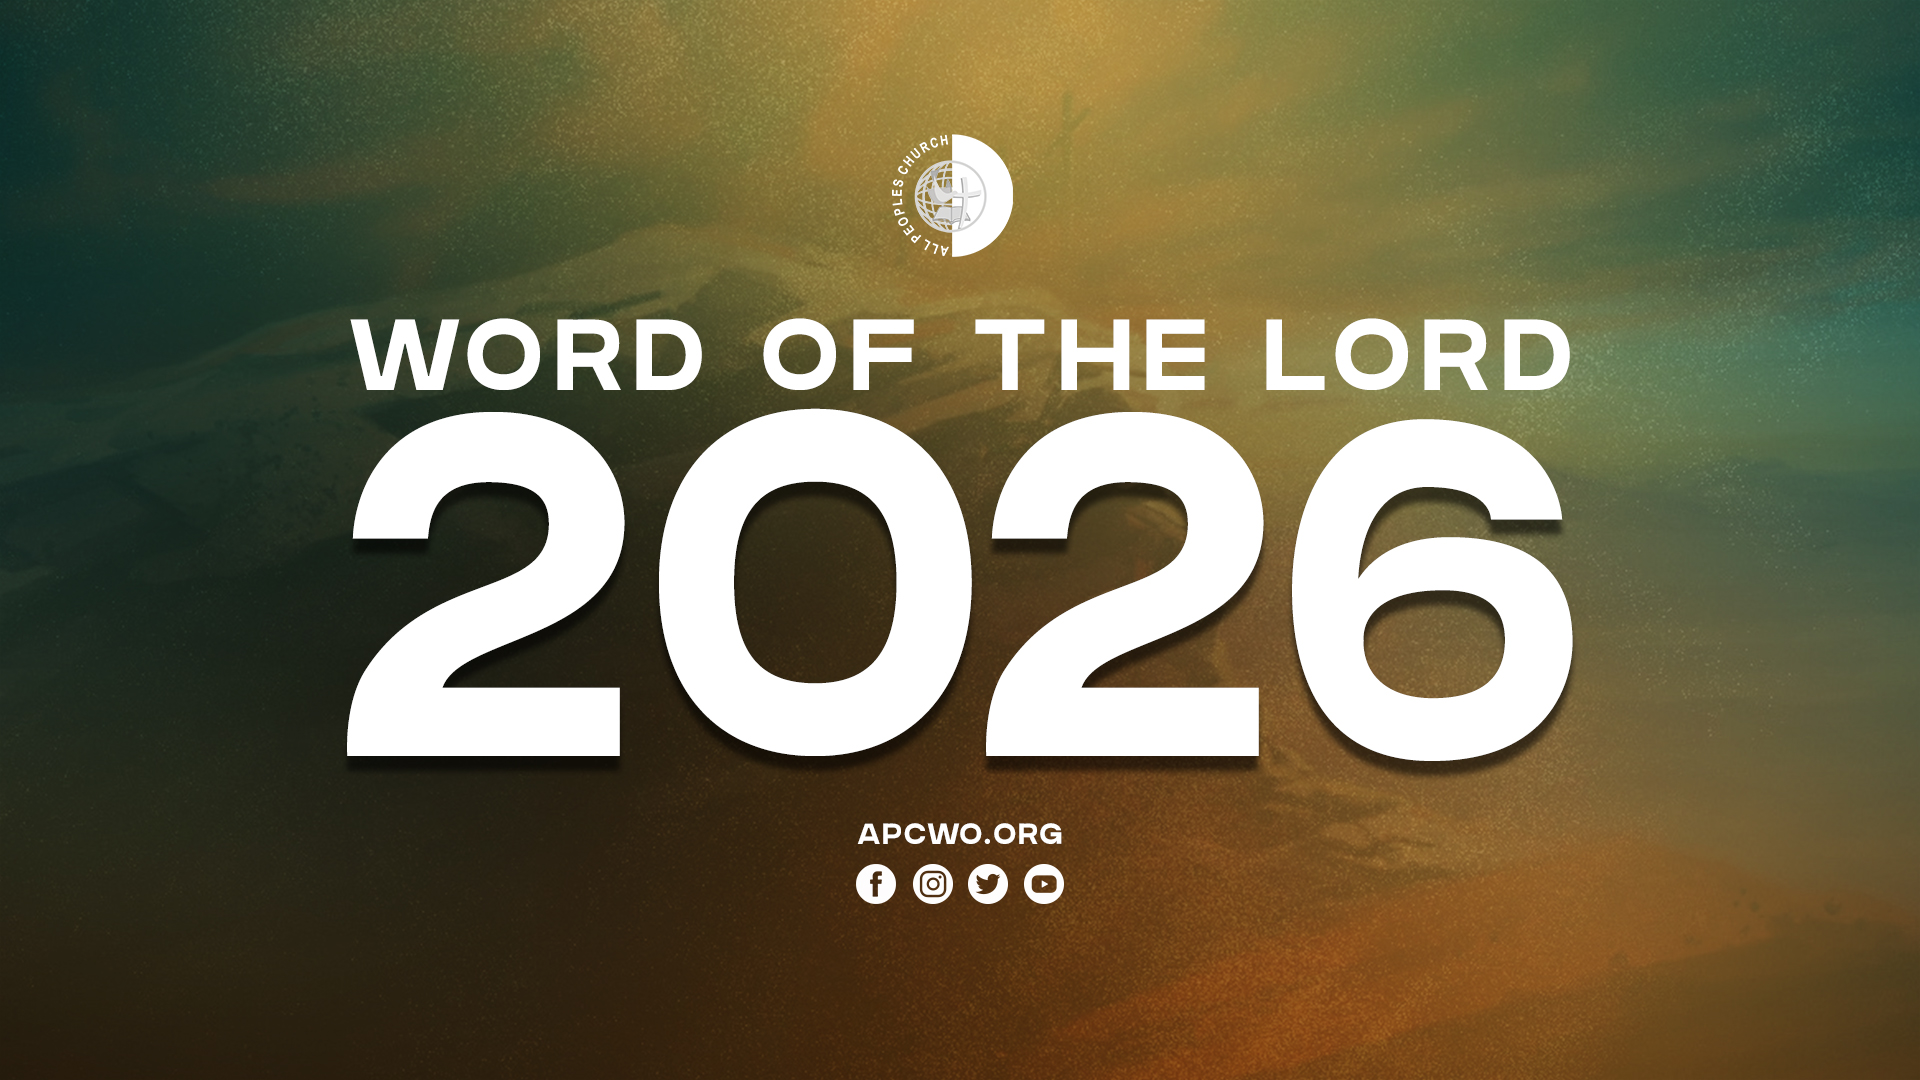 ALL PEOPLES CHURCH
WORD OF THE LORD
2026
APCWO.ORG